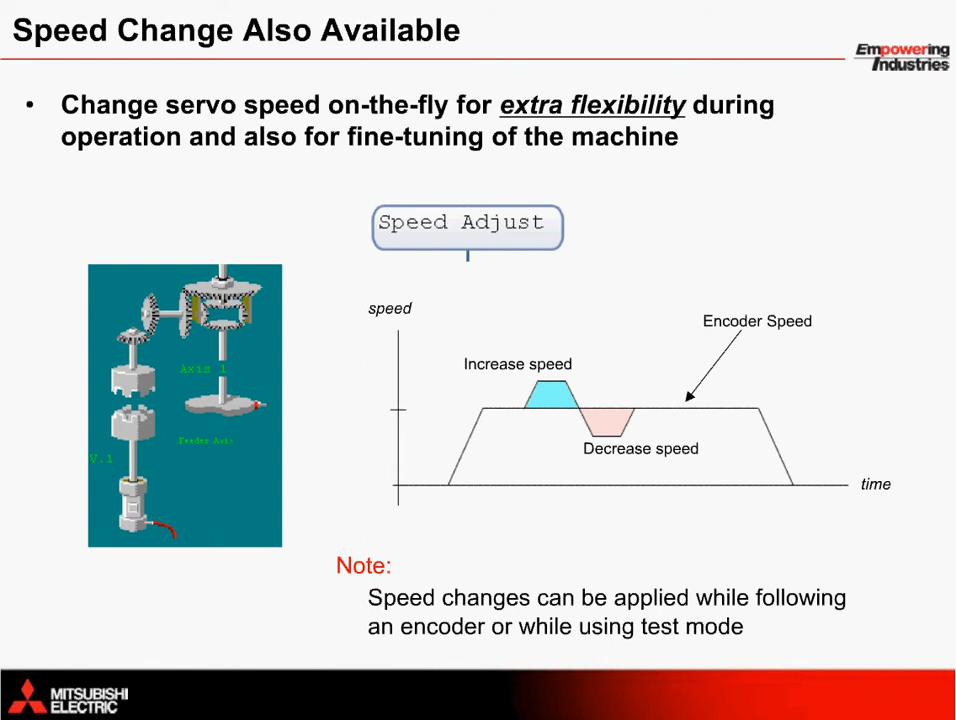 Speed Change Also Available
Empowering
Industries
• Change servo speed on-the-fly for extra flexibility during
operation and also for fine-tuning of the machine
Speed Adjust
speed
Encoder Speed
Increase speed
Axis 1
Feeder Axis
Decrease speed
V.1
time
Note:
Speed changes can be applied while following
an encoder or while using test mode
MITSUBISHI
ELECTRIC